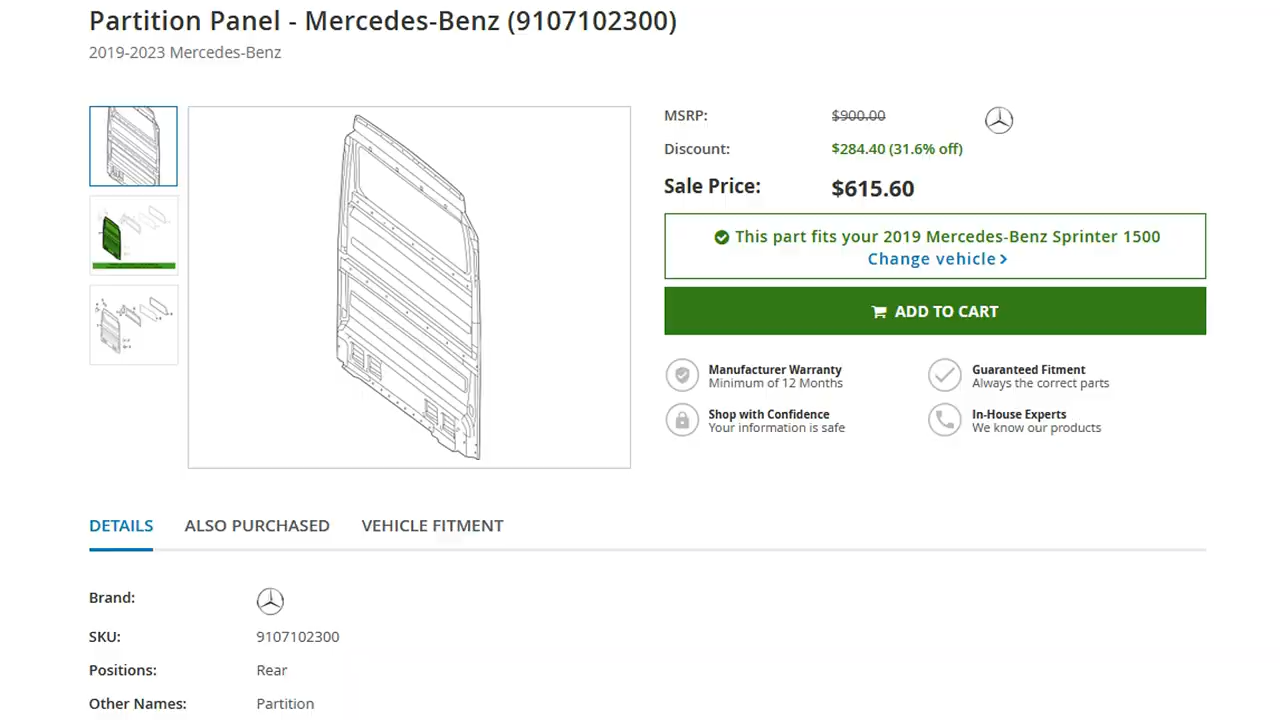 Partition Panel - Mercedes-Benz (9107102300)
2019-2023 Mercedes-Benz
MSRP: $900.00
Discount: $284.40 (31.6% off)
Sale Price: $615.60
This part fits your 2019 Mercedes-Benz Sprinter 1500
Change vehicle
ADD TO CART
Manufacturer Warranty
Minimum of 12 Months
Guaranteed Fitment
Always the correct parts
Shop with Confidence
Your information is safe
In-House Experts
We know our products
DETAILS ALSO PURCHASED VEHICLE FITMENT
Brand:
SKU: 9107102300
Positions: Rear
Other Names: Partition